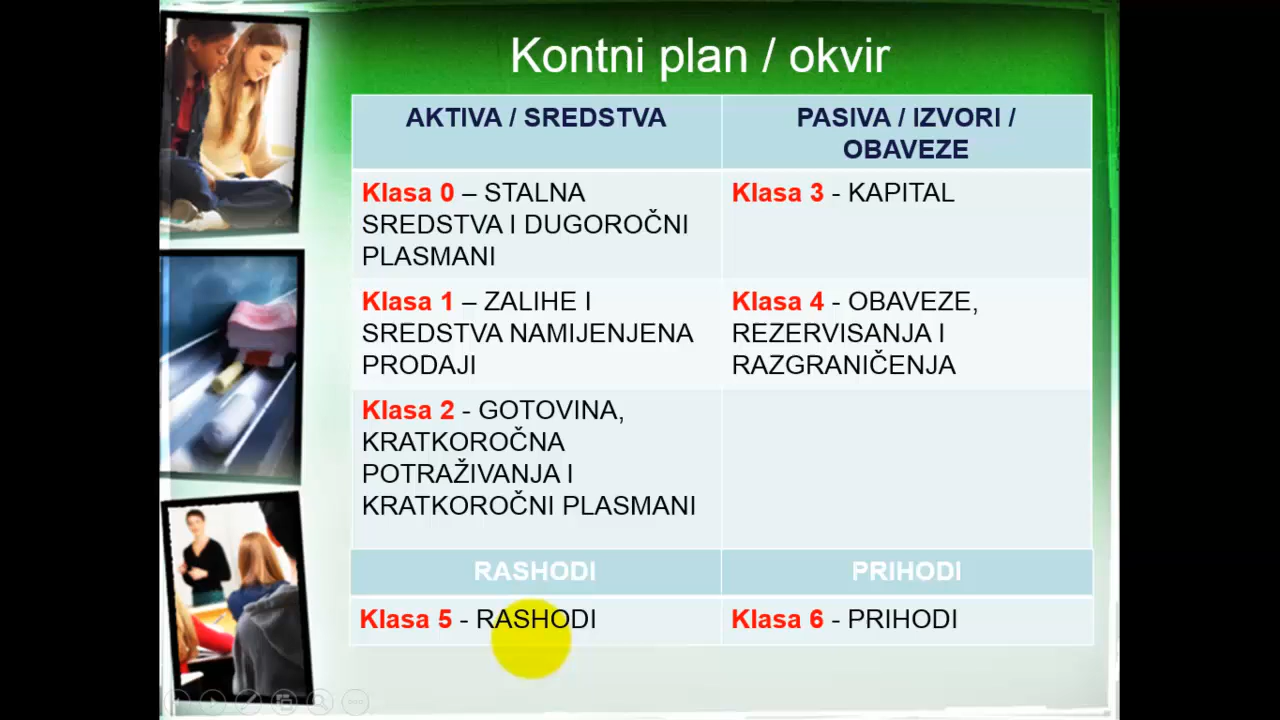 Kontni plan / okvir
AKTIVA / SREDSTVA
PASIVA / IZVORI /
OBAVEZE
Klasa 0 – STALNA
SREDSTVA I DUGOROČNI
PLASMANI
Klasa 3 - KAPITAL
Klasa 1 – ZALIHE I
SREDSTVA NAMIJENJENA
PRODAJI
Klasa 4 - OBAVEZE,
REZERVISANJA I
RAZGRANIČENJA
Klasa 2 - GOTOVINA,
KRATKOROČNA
POTRAŽIVANJA I
KRATKOROČNI PLASMANI
RASHODI
PRIHODI
Klasa 5 - RASHODI
Klasa 6 - PRIHODI